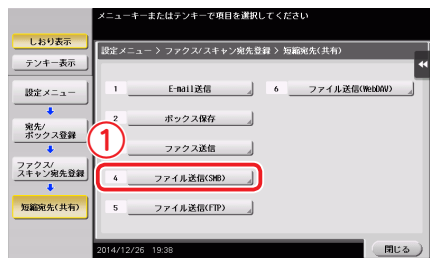 メニューキーまたはテンキーで項目を選択してください
しおり表示
設定メニュー > ファクス/スキャン宛先登録 > 短縮宛先(共有)
テンキー表示
設定メニュー
1 E-mail送信
6 ファイル送信(WebDAV)
宛先/
ボックス登録
2 ボックス保存
①
ファクス送信
ファクス/
スキャン宛先登録
4 ファイル送信(SMB)
短縮宛先(共有)
5 ファイル送信(FTP)
2014/12/26 19:38
閉じる